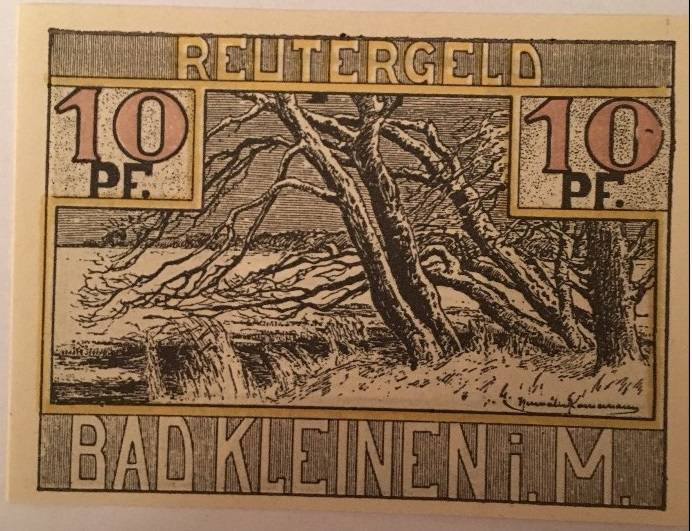 REUTERGELD
10 10
PF. PF.
BAD KLEINEN i. M.